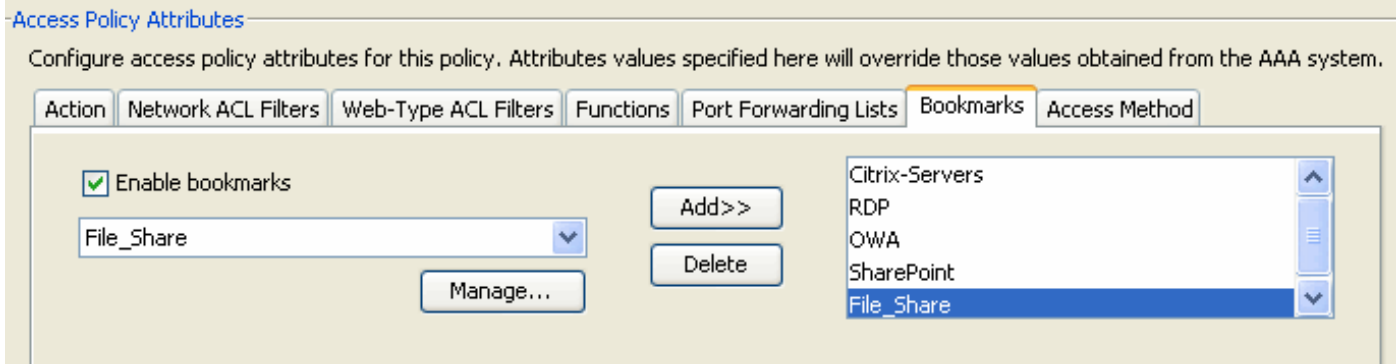 Access Policy Attributes
Configure access policy attributes for this policy. Attributes values specified here will override those values obtained from the AAA system.
Action Network ACL Filters Web-Type ACL Filters Functions Port Forwarding Lists Bookmarks Access Method
Enable bookmarks
File_Share
Manage...
Add>>
Delete
Citrix-Servers
RDP
OWA
SharePoint
File_Share